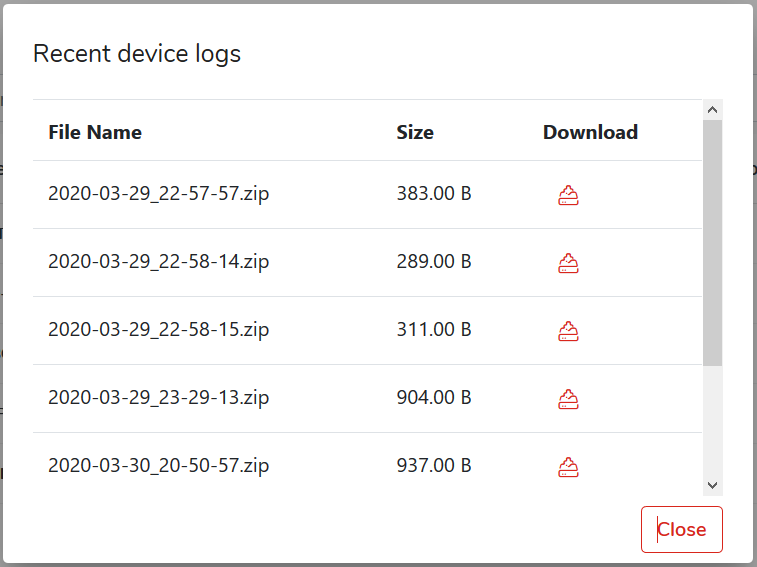 Recent device logs
File Name Size Download
2020-03-29_22-57-57.zip 383.00 B
2020-03-29_22-58-14.zip 289.00 B
2020-03-29_22-58-15.zip 311.00 B
2020-03-29_23-29-13.zip 904.00 B
2020-03-30_20-50-57.zip 937.00 B
Close